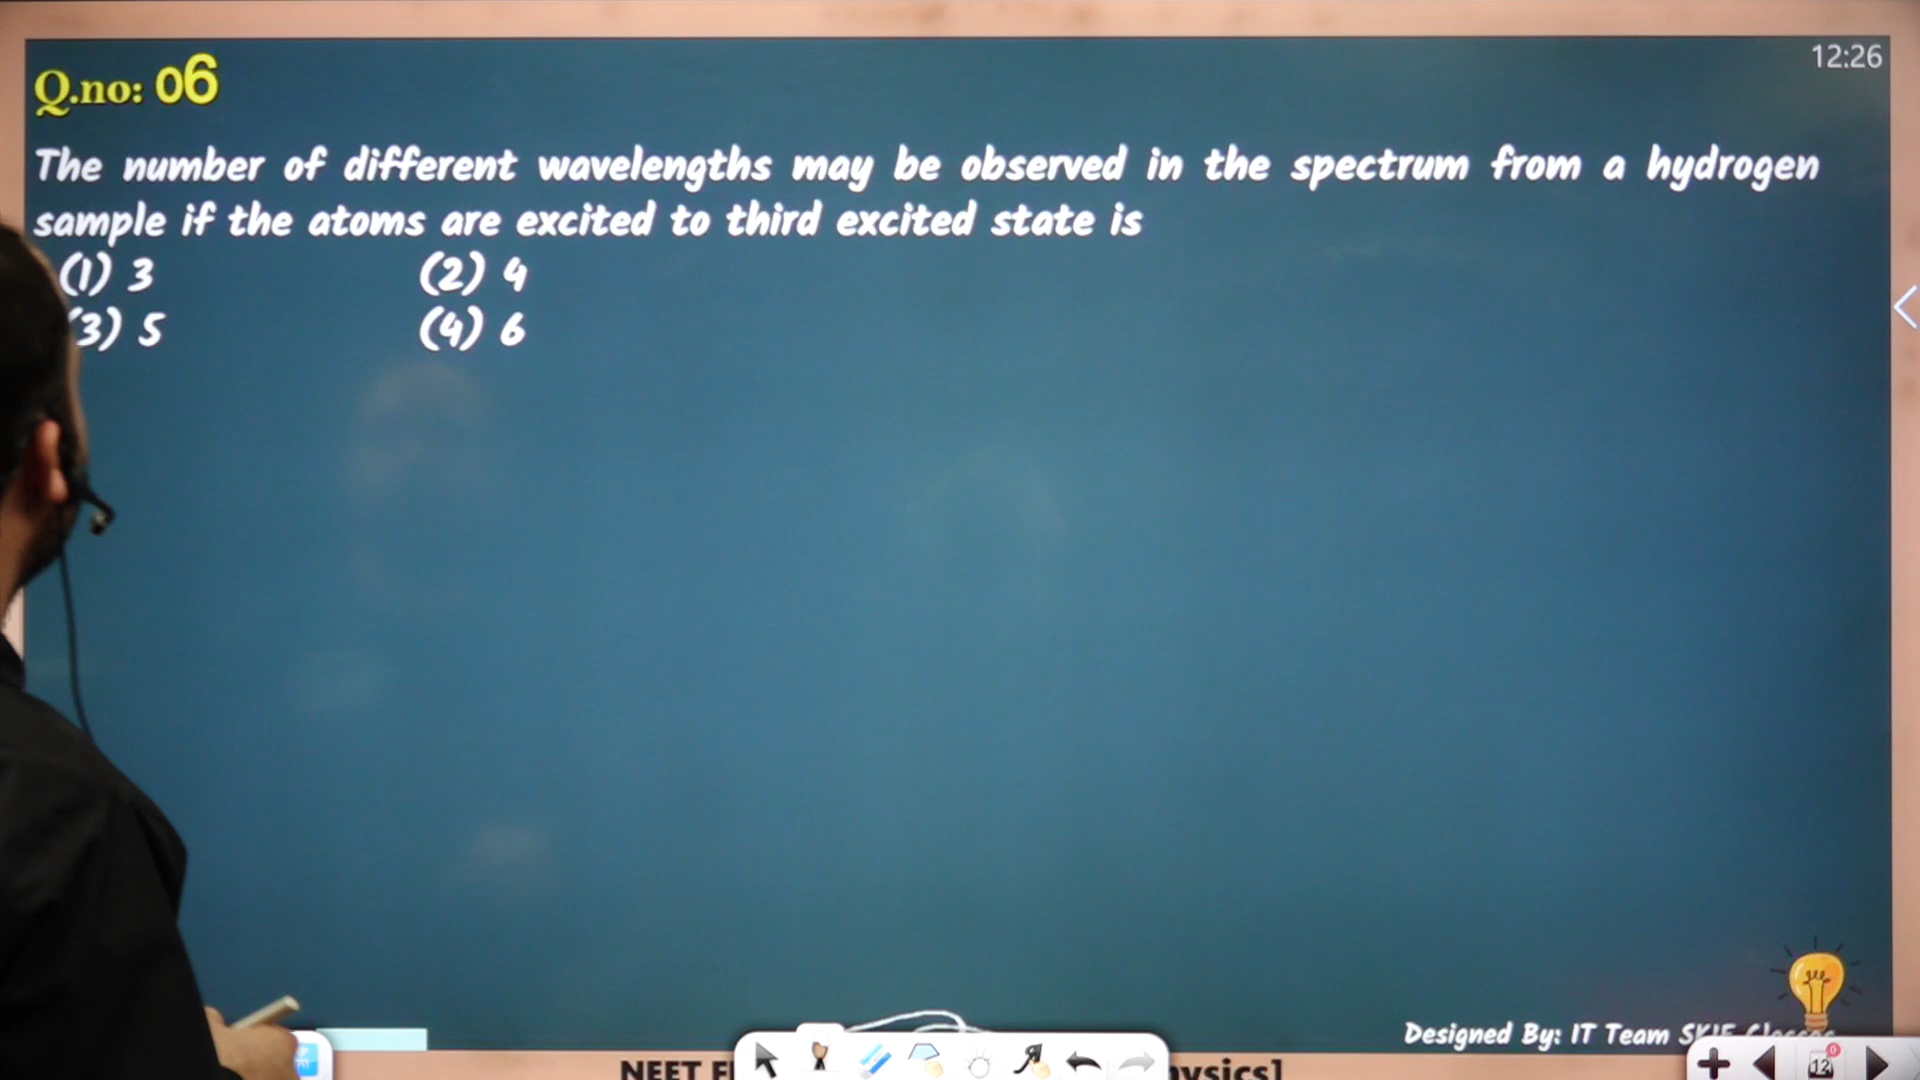 12:26
Q.no: 06
The number of different wavelengths may be observed in the spectrum from a hydrogen
sample if the atoms are excited to third excited state is
(1) 3 (2) 4
(3) 5 (4) 6
Designed By: IT Team
NEET
12
0